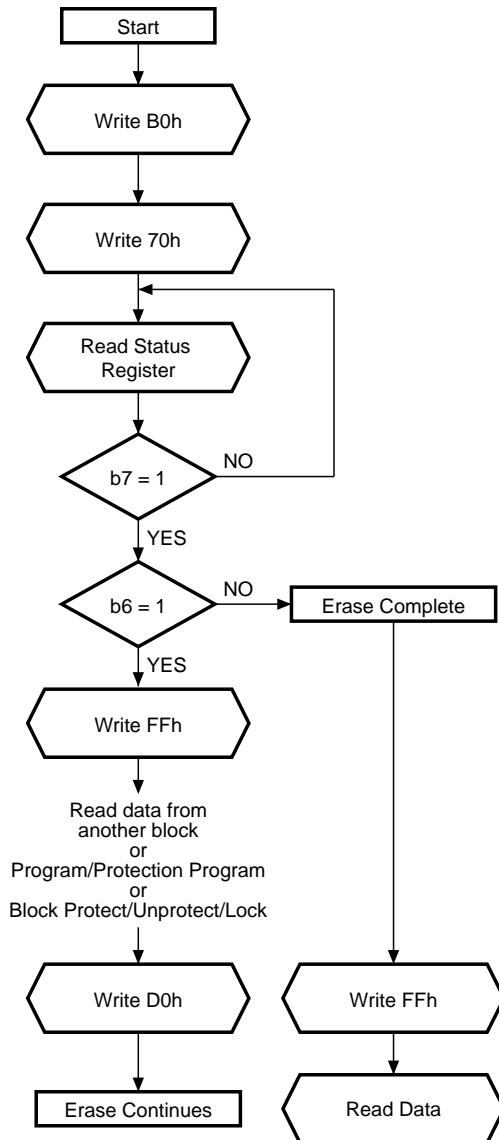 Start
Write B0h
Write 70h
Read Status
Register
b7 = 1
NO
YES
b6 = 1
NO
Erase Complete
YES
Write FFh
Read data from
another block
or
Program/Protection Program
or
Block Protect/Unprotect/Lock
Write D0h
Write FFh
Erase Continues
Read Data